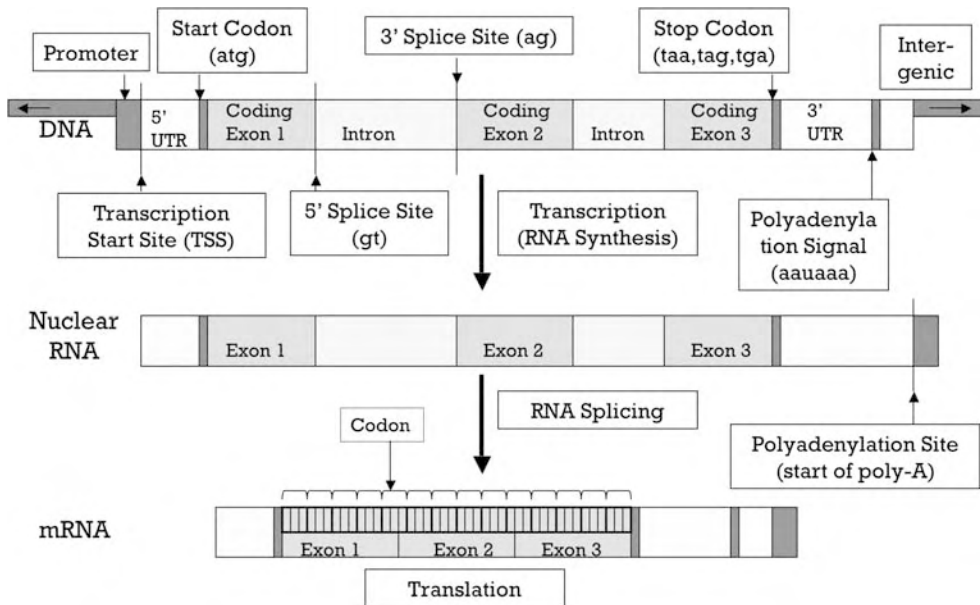 Promoter
Start Codon
(atg)
3' Splice Site (ag)
Stop Codon
(taa,tag,tga)
Inter-
genic
DNA
5'
UTR
Coding
Exon 1
Intron
Coding
Exon 2
Intron
Coding
Exon 3
3'
UTR
Transcription
Start Site (TSS)
5' Splice Site
(gt)
Transcription
(RNA Synthesis)
Polyadenyla
tion Signal
(aauaaa)
Nuclear
RNA
Exon 1
Exon 2
Exon 3
RNA Splicing
Codon
Polyadenylation Site
(start of poly-A)
mRNA
Exon 1
Exon 2
Exon 3
Translation